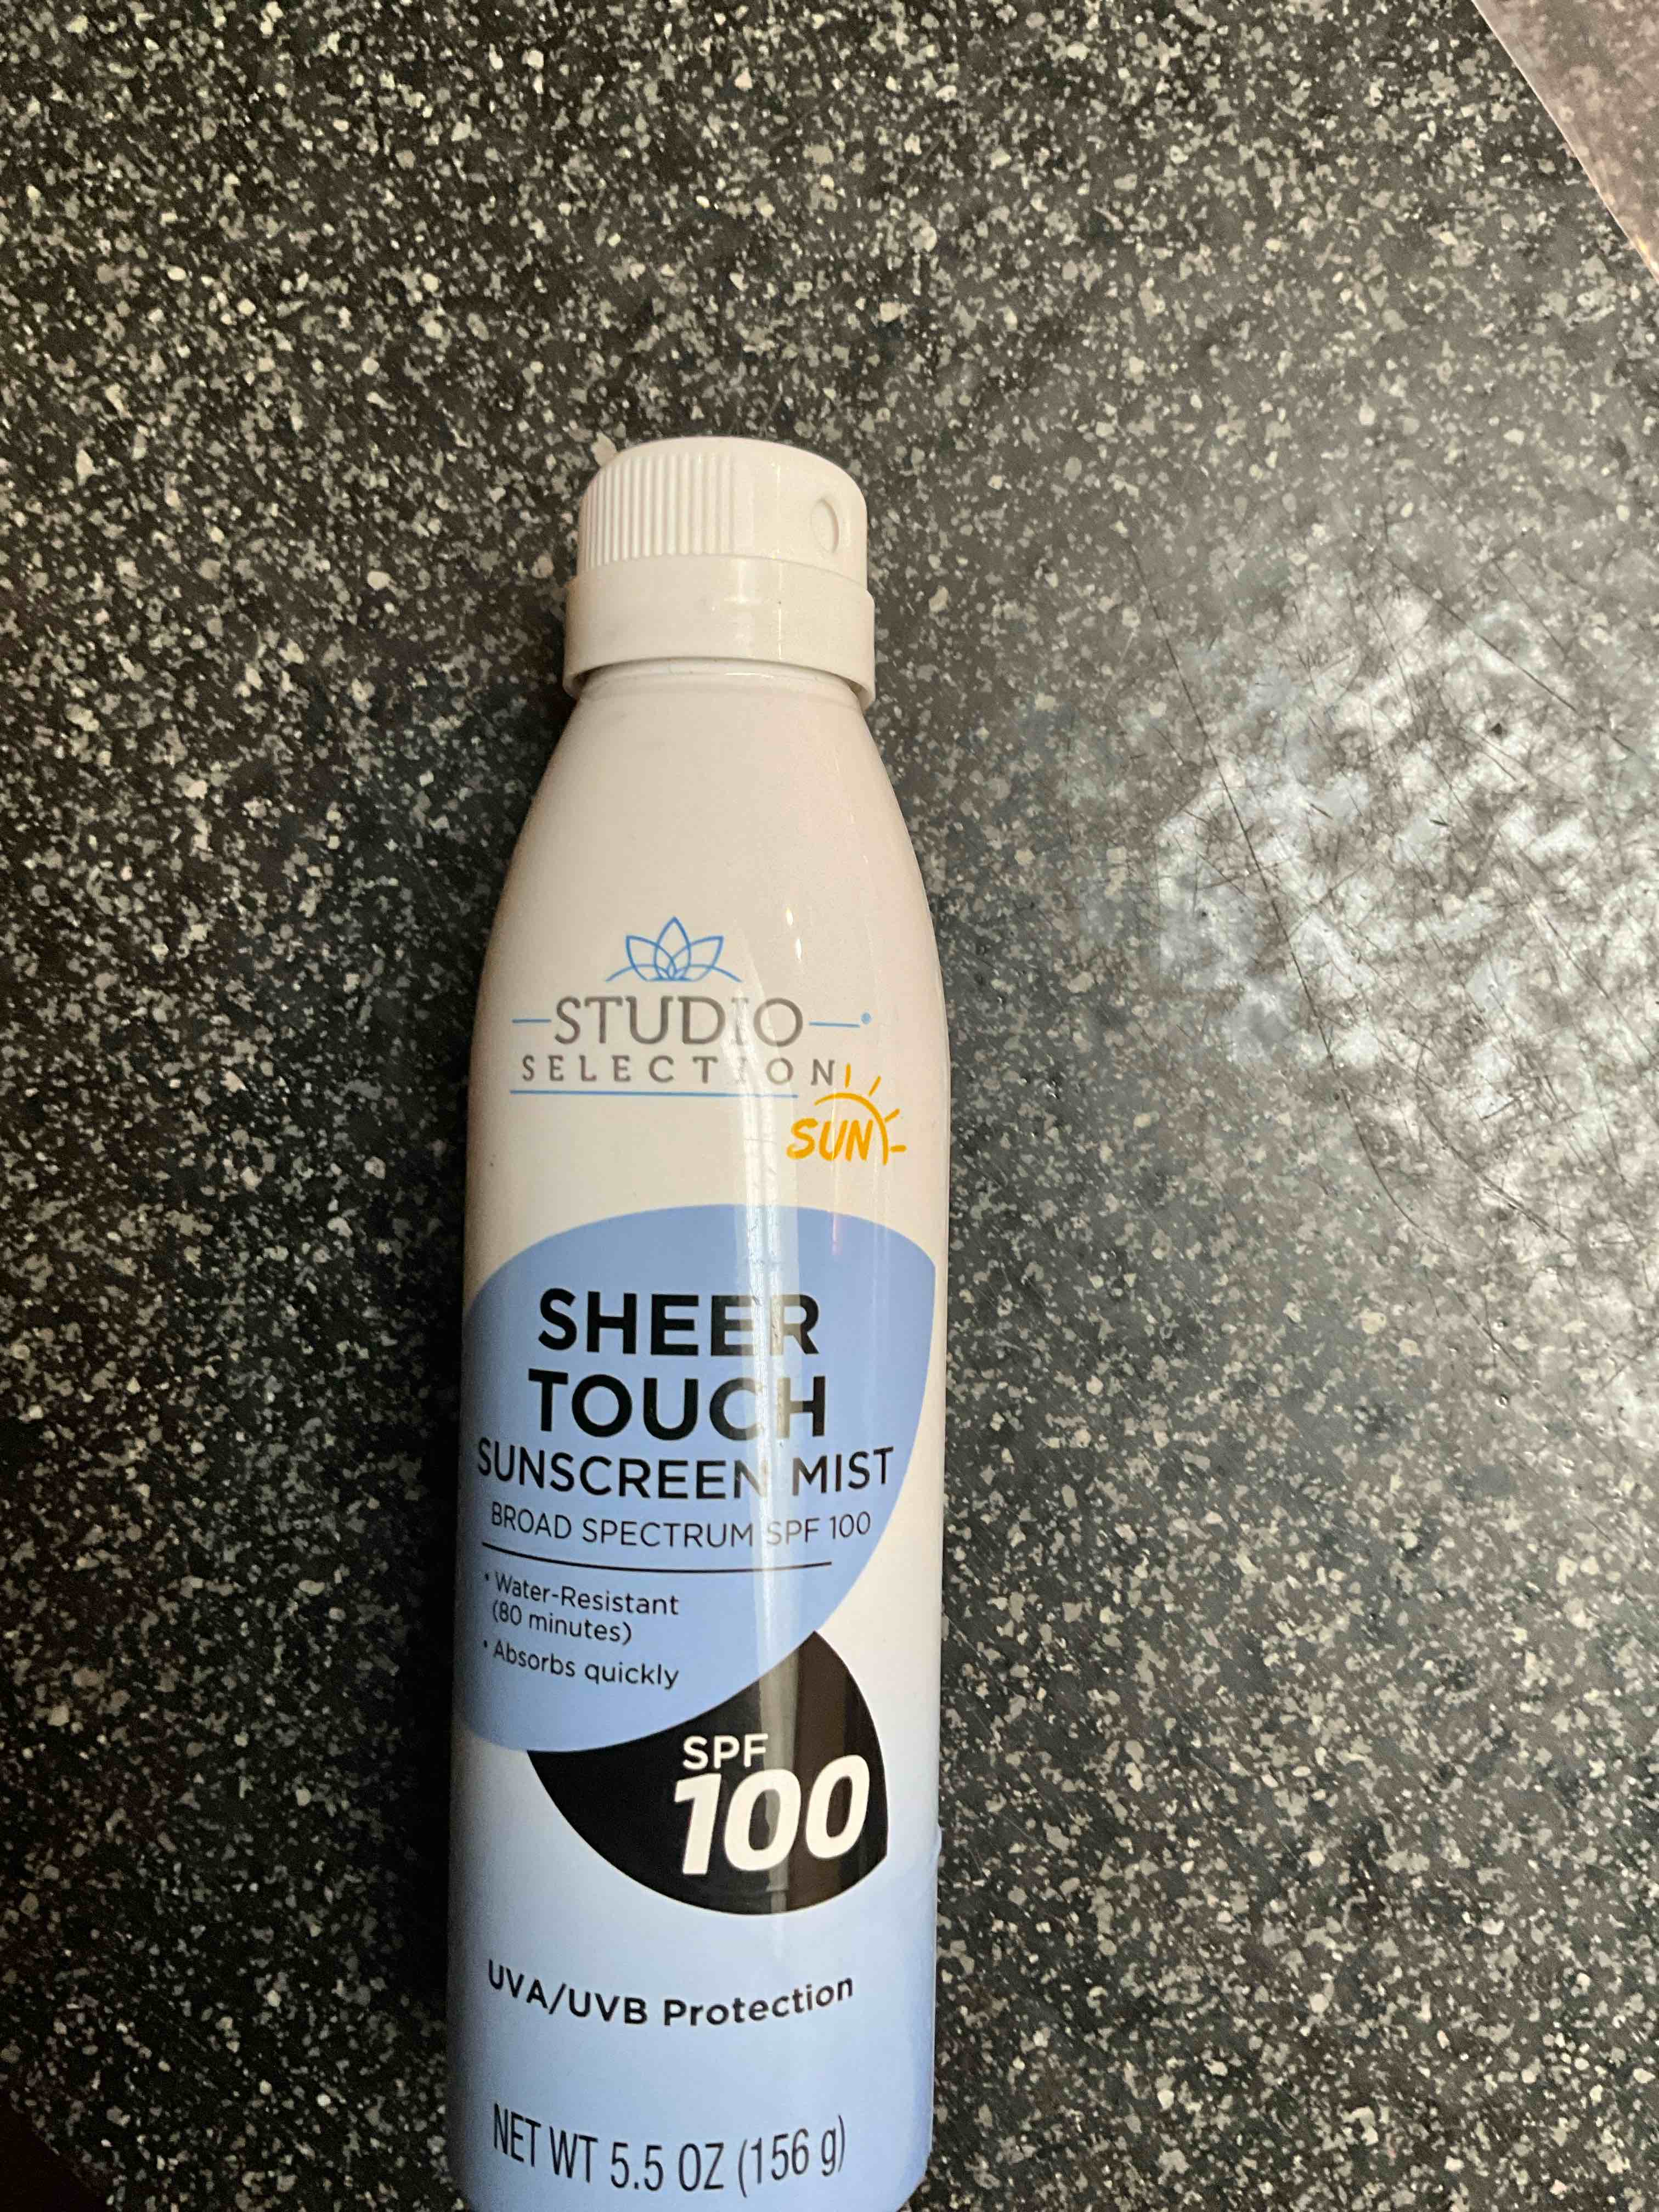 STUDIO
SELECTION
SUN
SHEER
TOUCH
SUNSCREEN MIST
BROAD SPECTRUM SPF 100
• Water-Resistant
(80 minutes)
• Absorbs quickly
SPF
100
UVA/UVB Protection
NET WT 5.5 OZ (156 g)